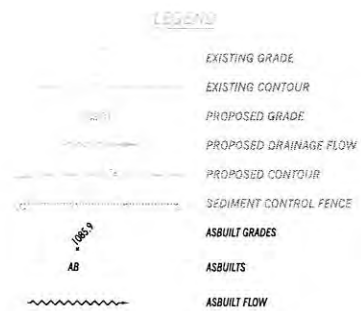 LEGEND
EXISTING GRADE
EXISTING CONTOUR
PROPOSED GRADE
PROPOSED DRAINAGE FLOW
PROPOSED CONTOUR
SEDIMENT CONTROL FENCE
1085.9 ASBUILT GRADES
AB ASBUILTS
ASBUILT FLOW